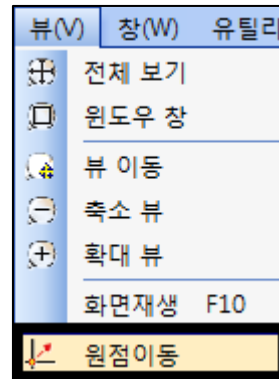 뷰(V) 창(W) 유틸리
전체 보기
윈도우 창
뷰 이동
축소 뷰
확대 뷰
화면재생 F10
원점이동